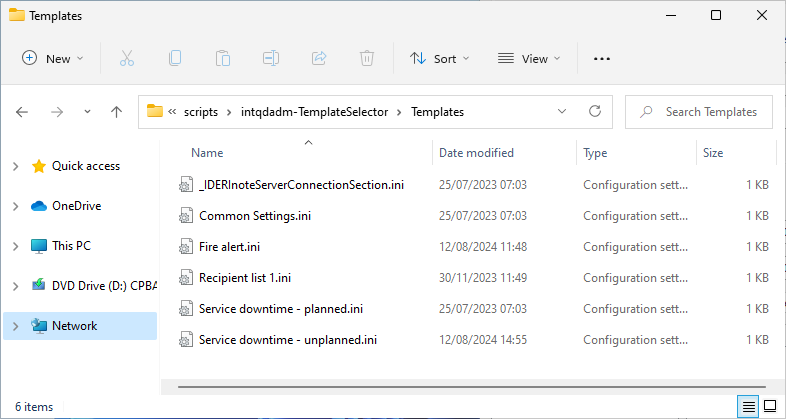 Templates
New Sort View
« scripts > intqdadm-TemplateSelector > Templates Search Templates
Name Date modified Type Size
Quick access
OneDrive
This PC
DVD Drive (D:) CPBA
Network
_IDERInoteServerConnectionSection.ini 25/07/2023 07:03 Configuration sett... 1 KB
Common Settings.ini 25/07/2023 07:03 Configuration sett... 1 KB
Fire alert.ini 12/08/2024 11:48 Configuration sett... 1 KB
Recipient list 1.ini 30/11/2023 11:49 Configuration sett... 1 KB
Service downtime - planned.ini 25/07/2023 07:03 Configuration sett... 1 KB
Service downtime - unplanned.ini 12/08/2024 14:55 Configuration sett... 1 KB
6 items